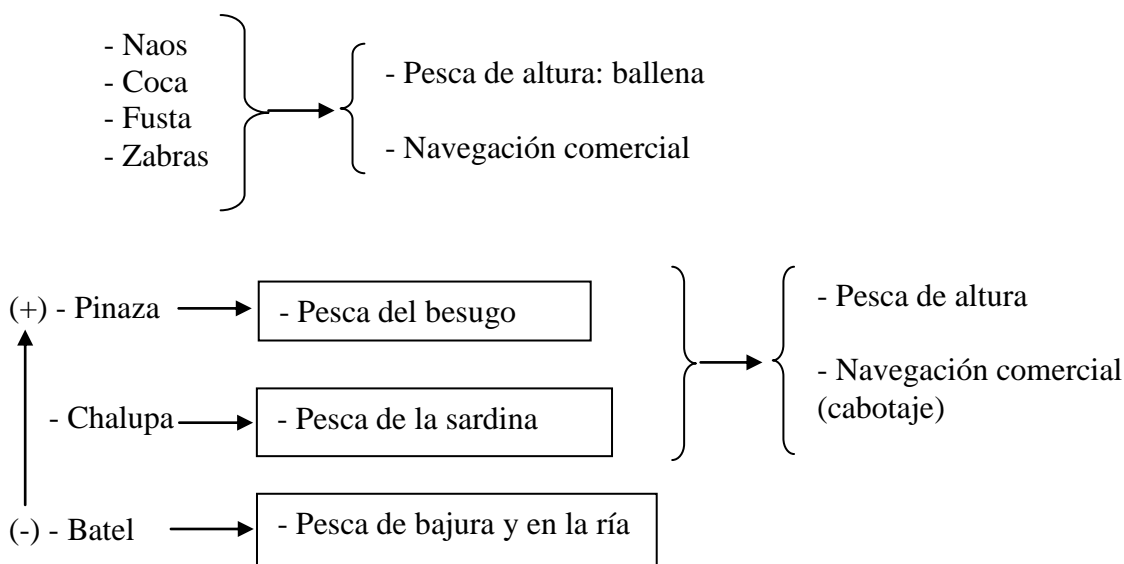 - Naos
- Coca
- Fusta
- Zabras
- Pesca de altura: ballena
- Navegación comercial
(+) - Pinaza
- Pesca del besugo
- Chalupa
- Pesca de la sardina
(-) - Batel
- Pesca de bajura y en la ría
- Pesca de altura
- Navegación comercial
(cabotaje)